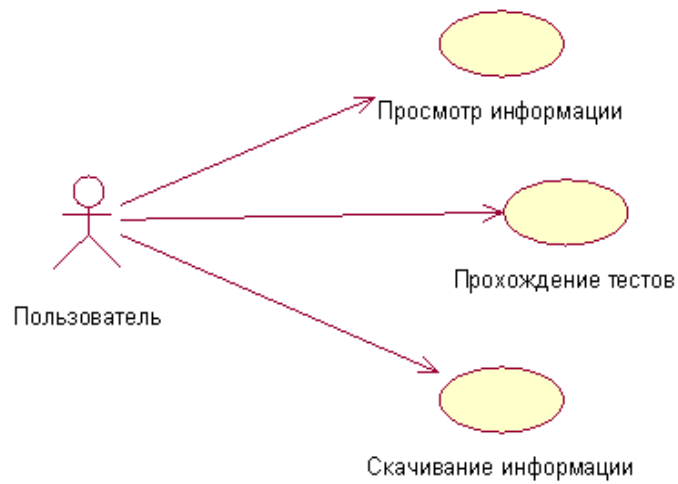 Просмотр информации
Прохождение тестов
Пользователь
Скачивание информации